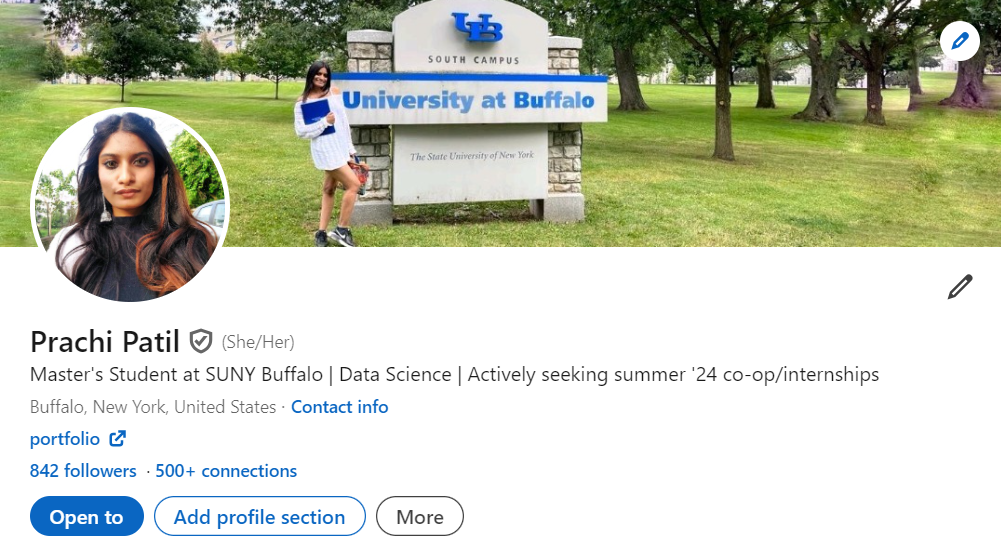 UB
SOUTH CAMPUS
University at Buffalo
The State University of New York
Prachi Patil (She/Her)
Master's Student at SUNY Buffalo | Data Science | Actively seeking summer '24 co-op/internships
Buffalo, New York, United States · Contact info
portfolio
842 followers · 500+ connections
Open to Add profile section More